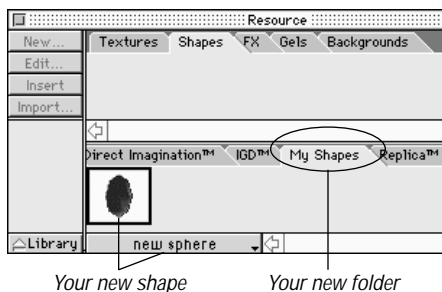 Resource
New...
Edit...
Insert
Import...
Textures Shapes FX Gels Backgrounds
Direct Imagination™ IGD™ My Shapes Replica™
Library new sphere
Your new shape Your new folder